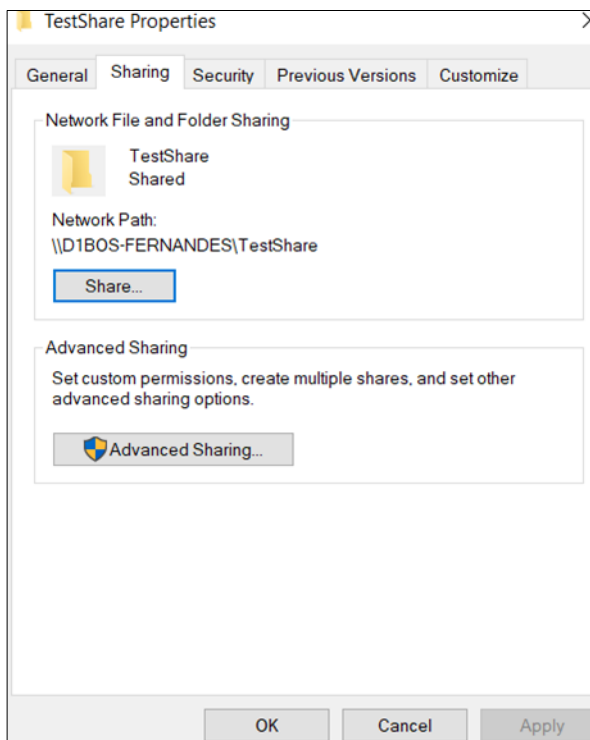 TestShare Properties
General Sharing Security Previous Versions Customize
Network File and Folder Sharing
TestShare
Shared
Network Path:
\\D1BOS-FERNANDES\TestShare
Share...
Advanced Sharing
Set custom permissions, create multiple shares, and set other
advanced sharing options.
Advanced Sharing...
OK Cancel Apply